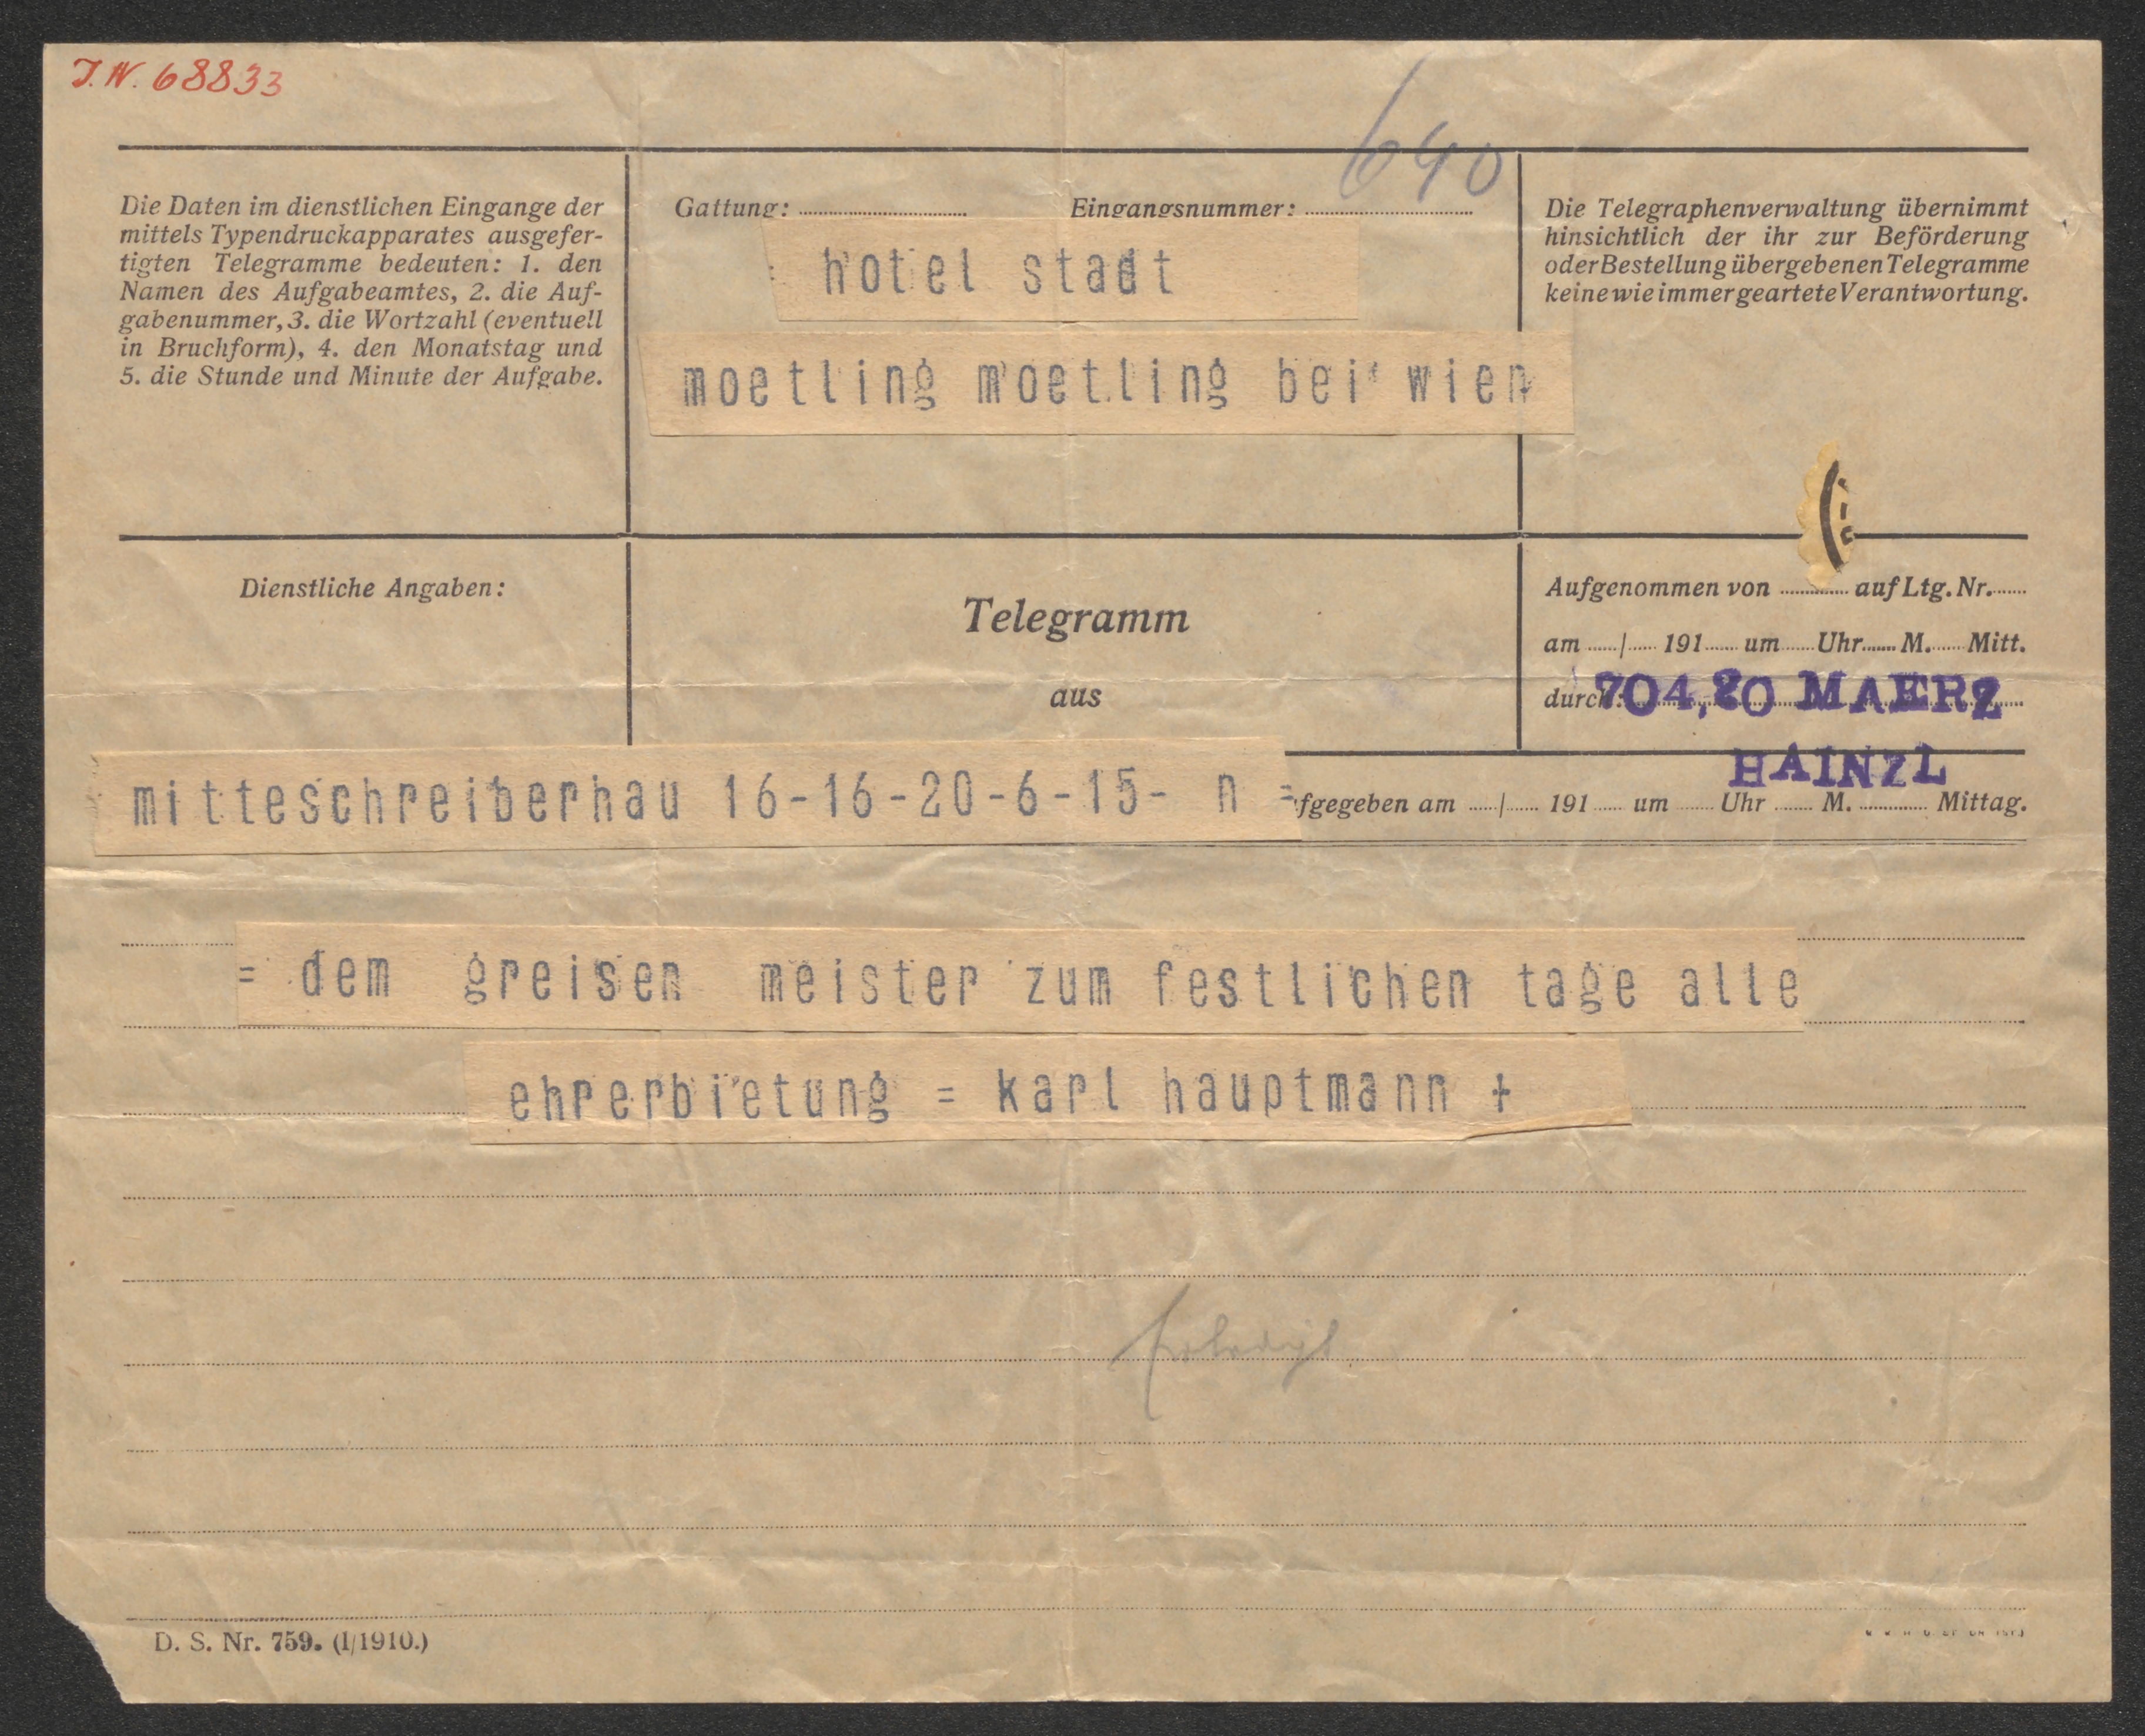 J.N. 68833
640
Die Daten im dienstlichen Eingange der
mittels Typendruckapparates ausgefer-
tigten Telegramme bedeuten: 1. den
Namen des Aufgabeamtes, 2. die Auf-
gabenummer, 3. die Wortzahl (eventuell
in Bruchform), 4. den Monatstag und
5. die Stunde und Minute der Aufgabe.
Gattung: Eingangsnummer:
hotel stadt
moetling moetling bei wien
Die Telegraphenverwaltung übernimmt
hinsichtlich der ihr zur Beförderung
oder Bestellung übergebenen Telegramme
keine wie immer geartete Verantwortung.
Dienstliche Angaben:
Telegramm
aus
Aufgenommen von auf Ltg. Nr.
am / 191 um Uhr M. Mitt.
durch:
704,20 MAERZ
HAINZL
mitteschreiberhau 16-16-20-6-15- n =
fgegeben am / 191 um Uhr M. Mittag.
= dem greisen meister zum festlichen tage alle
ehrerbietung = karl hauptmann +
Erledigt
D. S. Nr. 759. (1/1910.)